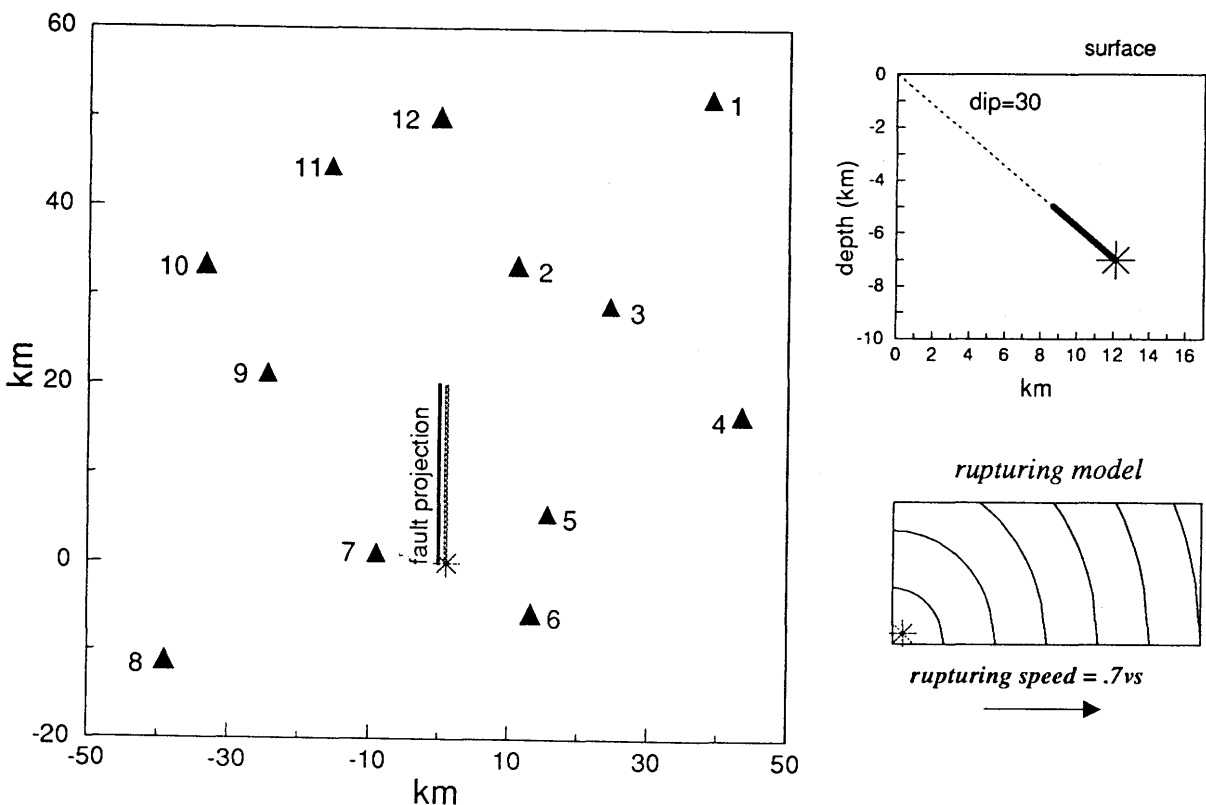 60
40
20
0
-20
km
-50
-30
-10
10
30
50
km
1
2
3
4
5
6
7
8
9
10
11
12
fault projection
surface
dip=30
0
-2
-4
-6
-8
-10
depth (km)
0 2 4 6 8 10 12 14 16
km
rupturing model
rupturing speed = .7vs